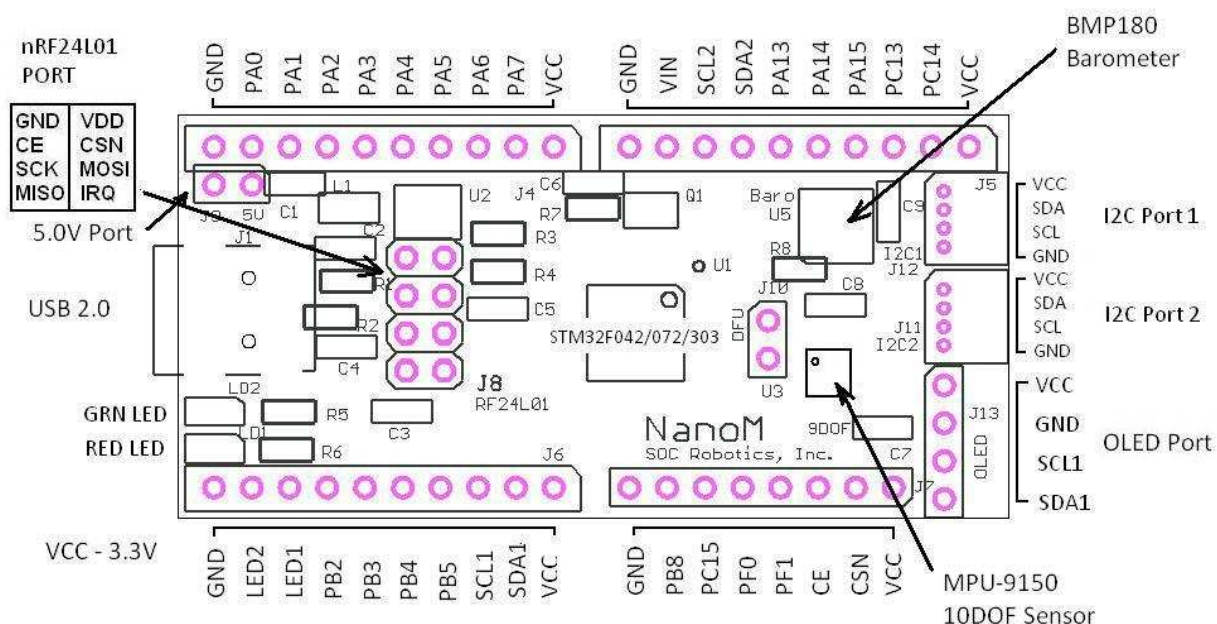 nRF24L01
PORT
GND VDD
CE CSN
SCK MOSI
MISO IRQ
5.0V Port
USB 2.0
GRN LED
RED LED
VCC - 3.3V
GND PA0 PA1 PA2 PA3 PA4 PA5 PA6 PA7 VCC
GND VIN SCL2 SDA2 PA13 PA14 PA15 PC13 PC14 VCC
BMP180
Barometer
L1
U2
J4
C6
Q1
Baro
U5
C9
J5
J9
5V
C1
C2
R7
R3
J1
R1
R4
U1
R8
I2C1
J12
VCC
SDA
SCL
GND
I2C Port 1
C5
R2
C4
STM32F042/072/303
J10
DFU
C8
J11
I2C2
VCC
SDA
SCL
GND
I2C Port 2
U3
LD2
LD1
R5
R6
C3
J8
RF24L01
NanoM
SOC Robotics, Inc.
9DOF
C7
J13
OLED
VCC
GND
SCL1
SDA1
OLED Port
J6
J7
GND LED2 LED1 PB2 PB3 PB4 PB5 SCL1 SDA1 VCC
GND PB8 PC15 PF0 PF1 CE CSN VCC
MPU-9150
10DOF Sensor